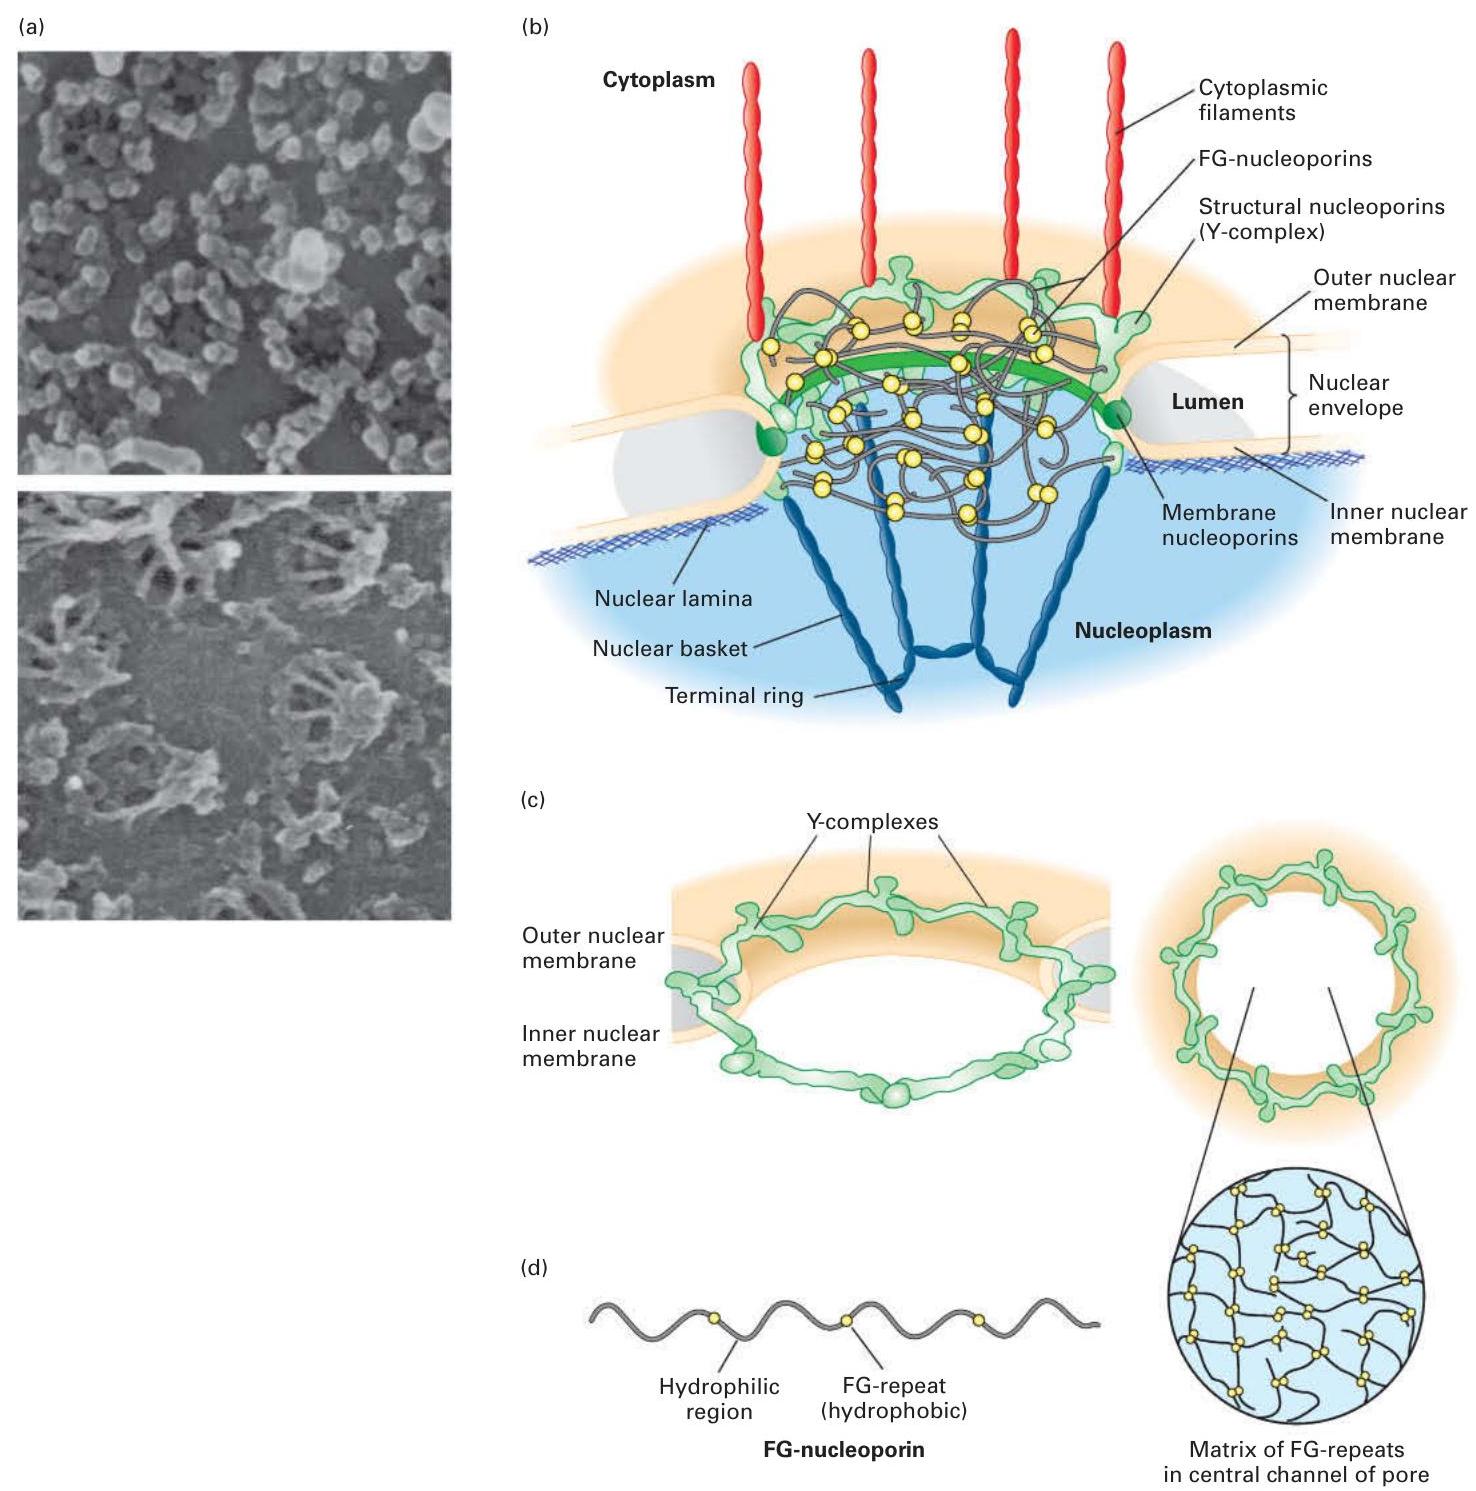 (a)
(b)
Cytoplasm
Cytoplasmic
filaments
FG-nucleoporins
Structural nucleoporins
(Y-complex)
Outer nuclear
membrane
Nuclear
envelope
Lumen
Membrane
nucleoporins
Inner nuclear
membrane
Nuclear lamina
Nuclear basket
Nucleoplasm
Terminal ring
(c)
Y-complexes
Outer nuclear
membrane
Inner nuclear
membrane
(d)
Hydrophilic
region
FG-repeat
(hydrophobic)
FG-nucleoporin
Matrix of FG-repeats
in central channel of pore